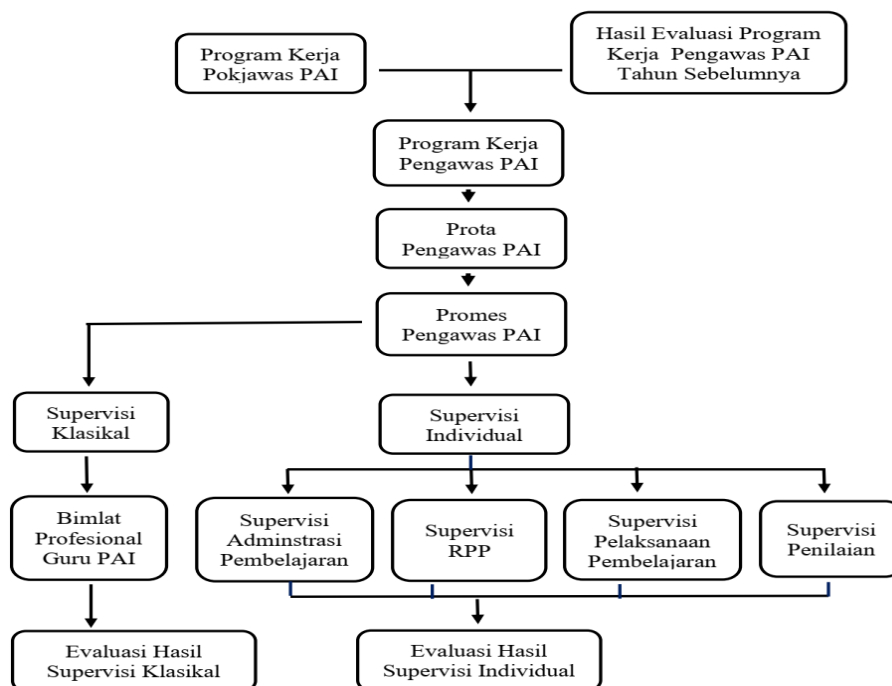 Program Kerja
Pokjawas PAI
Hasil Evaluasi Program
Kerja Pengawas PAI
Tahun Sebelumnya
Program Kerja
Pengawas PAI
Prota
Pengawas PAI
Promes
Pengawas PAI
Supervisi
Klasikal
Supervisi
Individual
Bimlat
Profesional
Guru PAI
Supervisi
Adminstrasi
Pembelajaran
Supervisi
RPP
Supervisi
Pelaksanaan
Pembelajaran
Supervisi
Penilaian
Evaluasi Hasil
Supervisi Klasikal
Evaluasi Hasil
Supervisi Individual